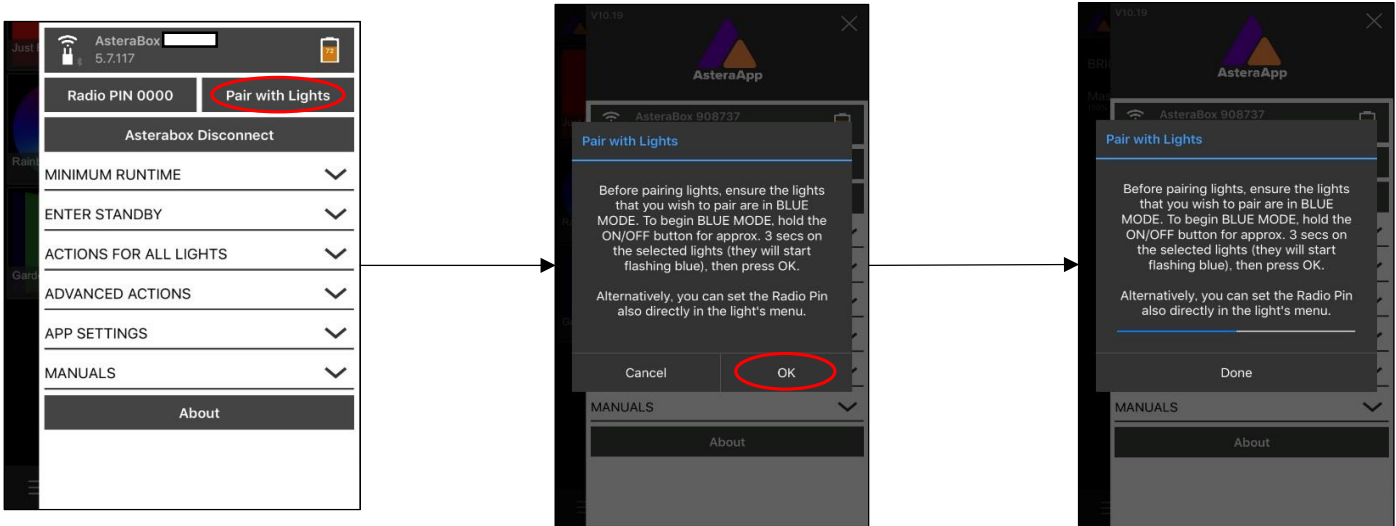 Just
AsteraBox
5.7.117
72
Radio PIN 0000
Pair with Lights
Asterabox Disconnect
Rain
MINIMUM RUNTIME
ENTER STANDBY
ACTIONS FOR ALL LIGHTS
Gard
ADVANCED ACTIONS
APP SETTINGS
MANUALS
About
V10.19
AsteraApp
AsteraBox 908737
Pair with Lights
Before pairing lights, ensure the lights
that you wish to pair are in BLUE
MODE. To begin BLUE MODE, hold the
ON/OFF button for approx. 3 secs on
the selected lights (they will start
flashing blue), then press OK.
Alternatively, you can set the Radio Pin
also directly in the light's menu.
Cancel
OK
MANUALS
About
V10.19
AsteraApp
BRI
AsteraBox 908737
Pair with Lights
Before pairing lights, ensure the lights
that you wish to pair are in BLUE
MODE. To begin BLUE MODE, hold the
ON/OFF button for approx. 3 secs on
the selected lights (they will start
flashing blue), then press OK.
Alternatively, you can set the Radio Pin
also directly in the light's menu.
Done
MANUALS
About